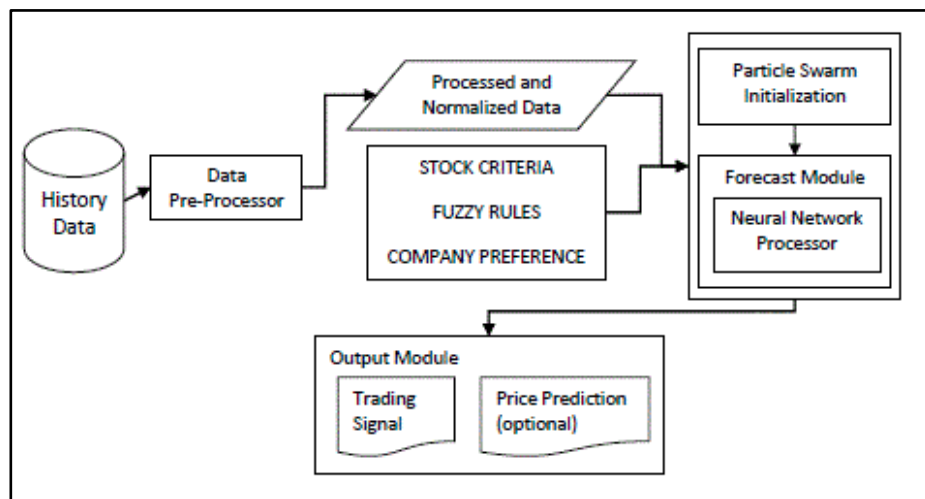 History
Data
Data
Pre-Processor
Processed and
Normalized Data
STOCK CRITERIA
FUZZY RULES
COMPANY PREFERENCE
Particle Swarm
Initialization
Forecast Module
Neural Network
Processor
Output Module
Trading
Signal
Price Prediction
(optional)